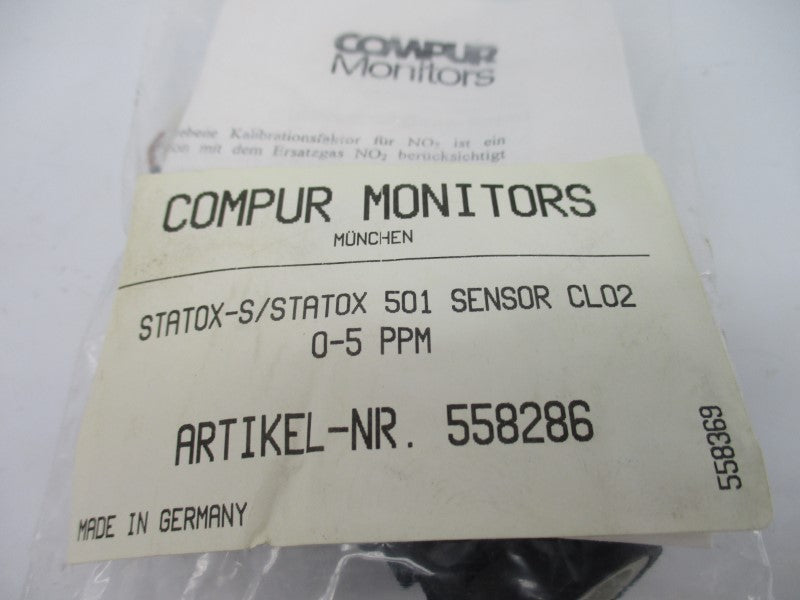 COMPUR
Monitors
ebene Kalibrationsfaktor für NO₂ ist ein
mit dem Ersatzgas NO₂ berücksichtigt
COMPUR MONITORS
MÜNCHEN
STATOX-S/STATOX 501 SENSOR CLO2
0-5 PPM
ARTIKEL-NR. 558286
558369
MADE IN GERMANY